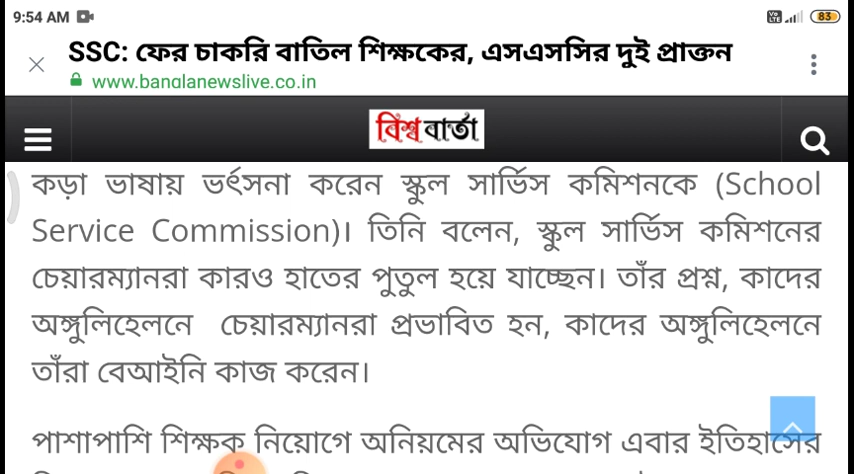 9:54 AM
Vo LTE 83
SSC: ফের চাকরি বাতিল শিক্ষকের, এসএসসির দুই প্রাক্তন
www.banglanewslive.co.in
বিশ্ববার্তা
কড়া ভাষায় ভর্ৎসনা করেন স্কুল সার্ভিস কমিশনকে (School
Service Commission)। তিনি বলেন, স্কুল সার্ভিস কমিশনের
চেয়ারম্যানরা কারও হাতের পুতুল হয়ে যাচ্ছেন। তাঁর প্রশ্ন, কাদের
অঙ্গুলিহেলনে চেয়ারম্যানরা প্রভাবিত হন, কাদের অঙ্গুলিহেলনে
তাঁরা বেআইনি কাজ করেন।
পাশাপাশি শিক্ষক নিয়োগে অনিয়মের অভিযোগ এবার ইতিহাসের